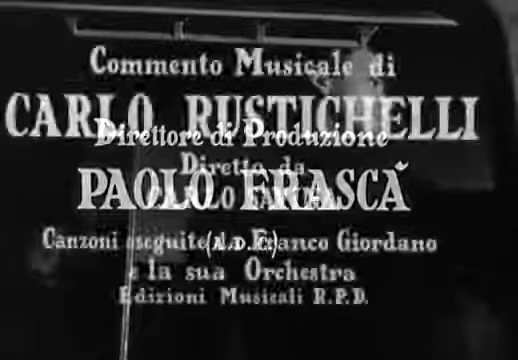 Commento Musicale di
CARLO RUSTICHELLI
Direttore di Produzione
Diretto da
PAOLO FRASCÀ
Canzoni eseguite Franco Giordano
(A.D.C.)
e la sua Orchestra
Edizioni Musicali R.P.D.